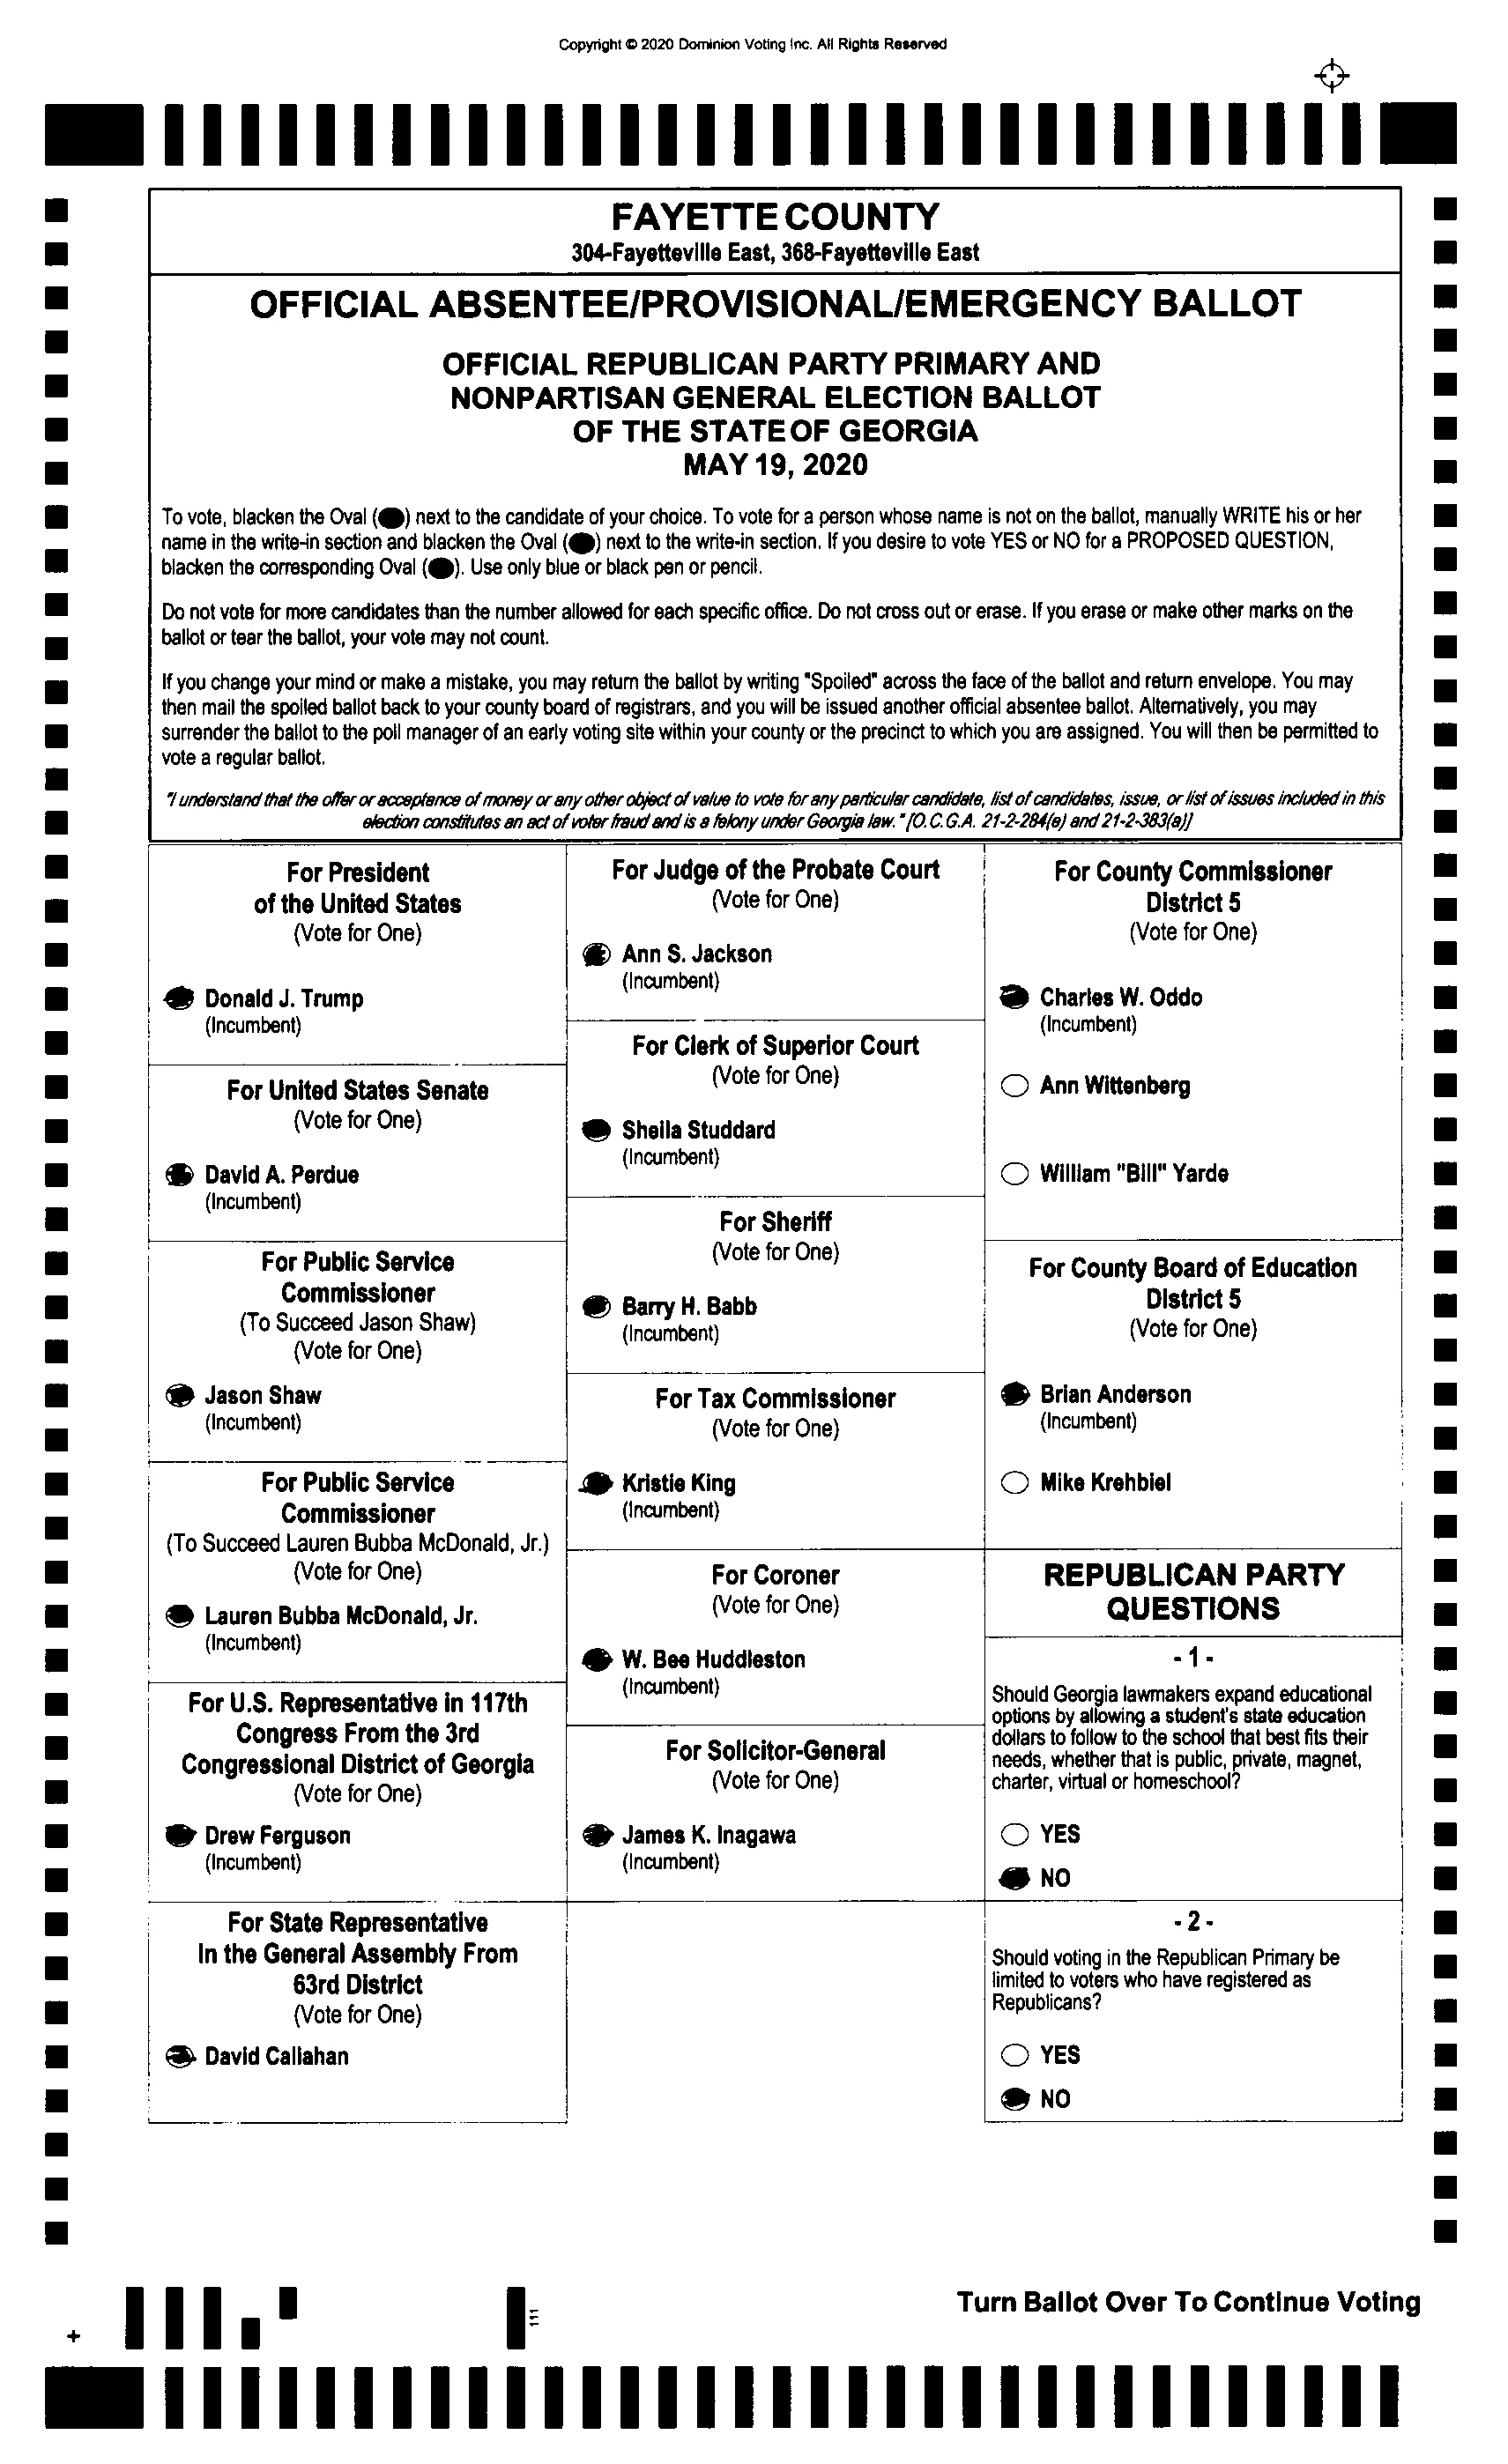 Copyright © 2020 Dominion Voting Inc. All Rights Reserved
FAYETTE COUNTY
304-Fayetteville East, 368-Fayetteville East
OFFICIAL ABSENTEE/PROVISIONAL/EMERGENCY BALLOT
OFFICIAL REPUBLICAN PARTY PRIMARY AND
NONPARTISAN GENERAL ELECTION BALLOT
OF THE STATE OF GEORGIA
MAY 19, 2020
To vote, blacken the Oval (●) next to the candidate of your choice. To vote for a person whose name is not on the ballot, manually WRITE his or her
name in the write-in section and blacken the Oval (●) next to the write-in section. If you desire to vote YES or NO for a PROPOSED QUESTION,
blacken the corresponding Oval (●). Use only blue or black pen or pencil.
Do not vote for more candidates than the number allowed for each specific office. Do not cross out or erase. If you erase or make other marks on the
ballot or tear the ballot, your vote may not count.
If you change your mind or make a mistake, you may return the ballot by writing "Spoiled" across the face of the ballot and return envelope. You may
then mail the spoiled ballot back to your county board of registrars, and you will be issued another official absentee ballot. Alternatively, you may
surrender the ballot to the poll manager of an early voting site within your county or the precinct to which you are assigned. You will then be permitted to
vote a regular ballot.
"I understand that the offer or acceptance of money or any other object of value to vote for any particular candidate, list of candidates, issue, or list of issues included in this
election constitutes an act of voter fraud and is a felony under Georgia law." [O.C.G.A. 21-2-284(e) and 21-2-383(a)]
For President
of the United States
(Vote for One)
Donald J. Trump
(Incumbent)
For United States Senate
(Vote for One)
David A. Perdue
(Incumbent)
For Public Service
Commissioner
(To Succeed Jason Shaw)
(Vote for One)
Jason Shaw
(Incumbent)
For Public Service
Commissioner
(To Succeed Lauren Bubba McDonald, Jr.)
(Vote for One)
Lauren Bubba McDonald, Jr.
(Incumbent)
For U.S. Representative in 117th
Congress From the 3rd
Congressional District of Georgia
(Vote for One)
Drew Ferguson
(Incumbent)
For State Representative
In the General Assembly From
63rd District
(Vote for One)
David Callahan
For Judge of the Probate Court
(Vote for One)
Ann S. Jackson
(Incumbent)
For Clerk of Superior Court
(Vote for One)
Sheila Studdard
(Incumbent)
For Sheriff
(Vote for One)
Barry H. Babb
(Incumbent)
For Tax Commissioner
(Vote for One)
Kristie King
(Incumbent)
For Coroner
(Vote for One)
W. Bee Huddleston
(Incumbent)
For Solicitor-General
(Vote for One)
James K. Inagawa
(Incumbent)
For County Commissioner
District 5
(Vote for One)
Charles W. Oddo
(Incumbent)
Ann Wittenberg
William "Bill" Yarde
For County Board of Education
District 5
(Vote for One)
Brian Anderson
(Incumbent)
Mike Krehbiel
REPUBLICAN PARTY
QUESTIONS
- 1 -
Should Georgia lawmakers expand educational
options by allowing a student's state education
dollars to follow to the school that best fits their
needs, whether that is public, private, magnet,
charter, virtual or homeschool?
YES
NO
- 2 -
Should voting in the Republican Primary be
limited to voters who have registered as
Republicans?
YES
NO
Turn Ballot Over To Continue Voting
111